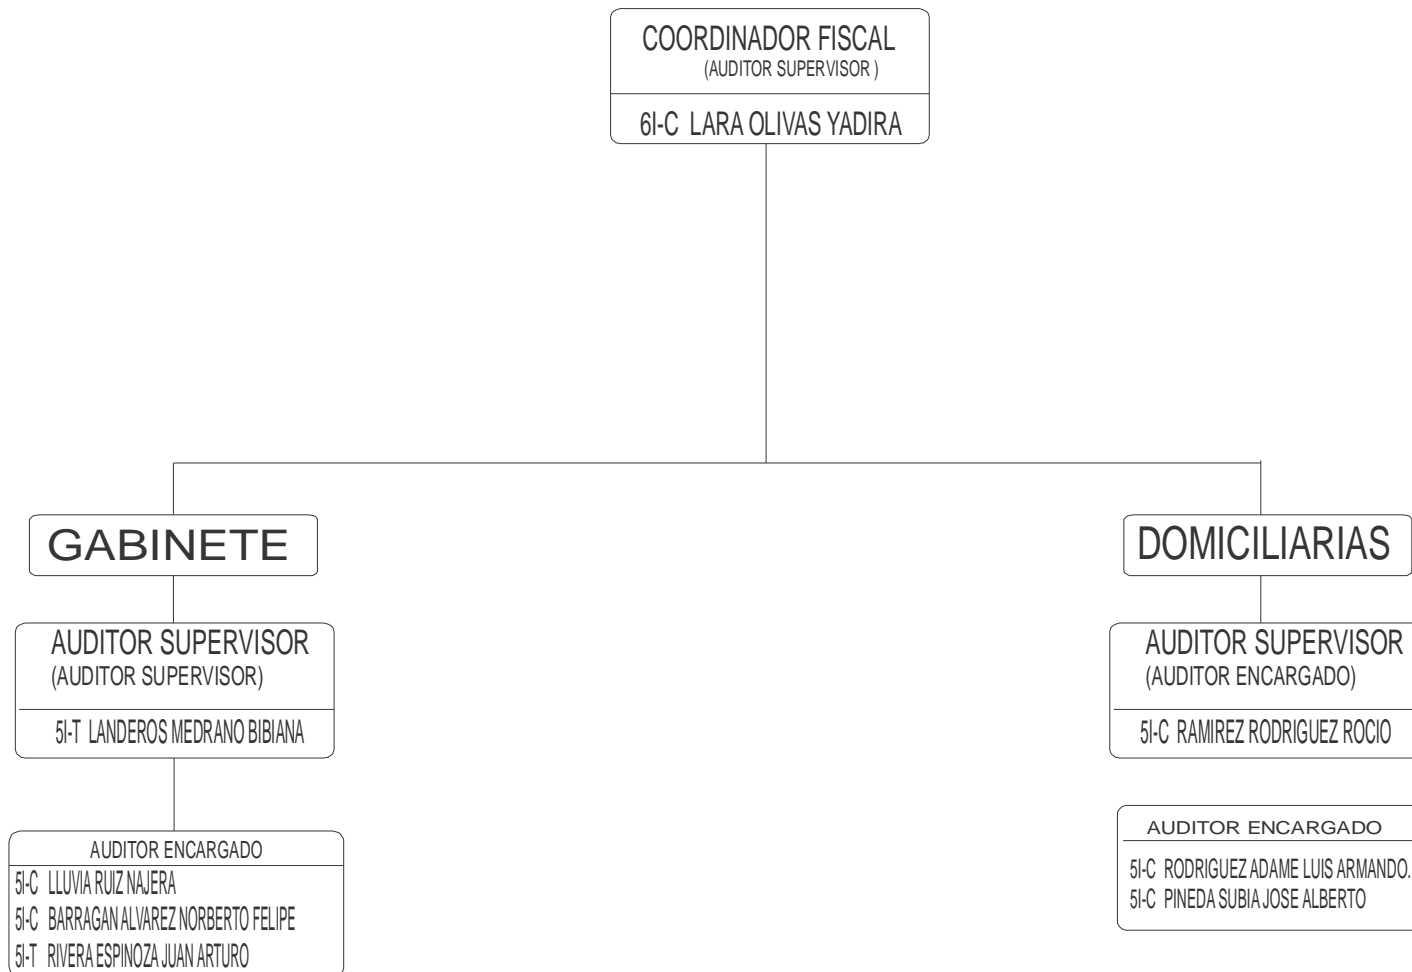 COORDINADOR FISCAL
(AUDITOR SUPERVISOR )
6I-C LARA OLIVAS YADIRA
GABINETE
AUDITOR SUPERVISOR
(AUDITOR SUPERVISOR)
5I-T LANDEROS MEDRANO BIBIANA
AUDITOR ENCARGADO
5I-C LLUVIA RUIZ NAJERA
5I-C BARRAGAN ALVAREZ NORBERTO FELIPE
5I-T RIVERA ESPINOZA JUAN ARTURO
DOMICILIARIAS
AUDITOR SUPERVISOR
(AUDITOR ENCARGADO)
5I-C RAMIREZ RODRIGUEZ ROCIO
AUDITOR ENCARGADO
5I-C RODRIGUEZ ADAME LUIS ARMANDO.
5I-C PINEDA SUBIA JOSE ALBERTO